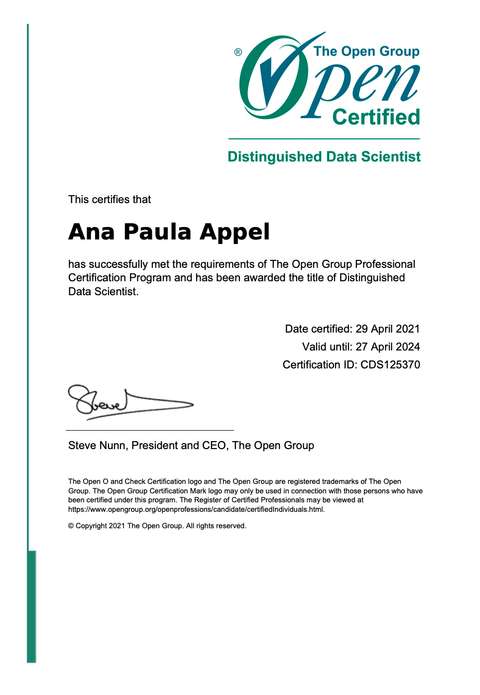 ®
The Open Group
Open
Certified
Distinguished Data Scientist
This certifies that
Ana Paula Appel
has successfully met the requirements of The Open Group Professional
Certification Program and has been awarded the title of Distinguished
Data Scientist.
Date certified: 29 April 2021
Valid until: 27 April 2024
Certification ID: CDS125370
Steve
Steve Nunn, President and CEO, The Open Group
The Open O and Check Certification logo and The Open Group are registered trademarks of The Open
Group. The Open Group Certification Mark logo may only be used in connection with those persons who have
been certified under this program. The Register of Certified Professionals may be viewed at
https://www.opengroup.org/openprofessions/candidate/certifiedIndividuals.html.
© Copyright 2021 The Open Group. All rights reserved.